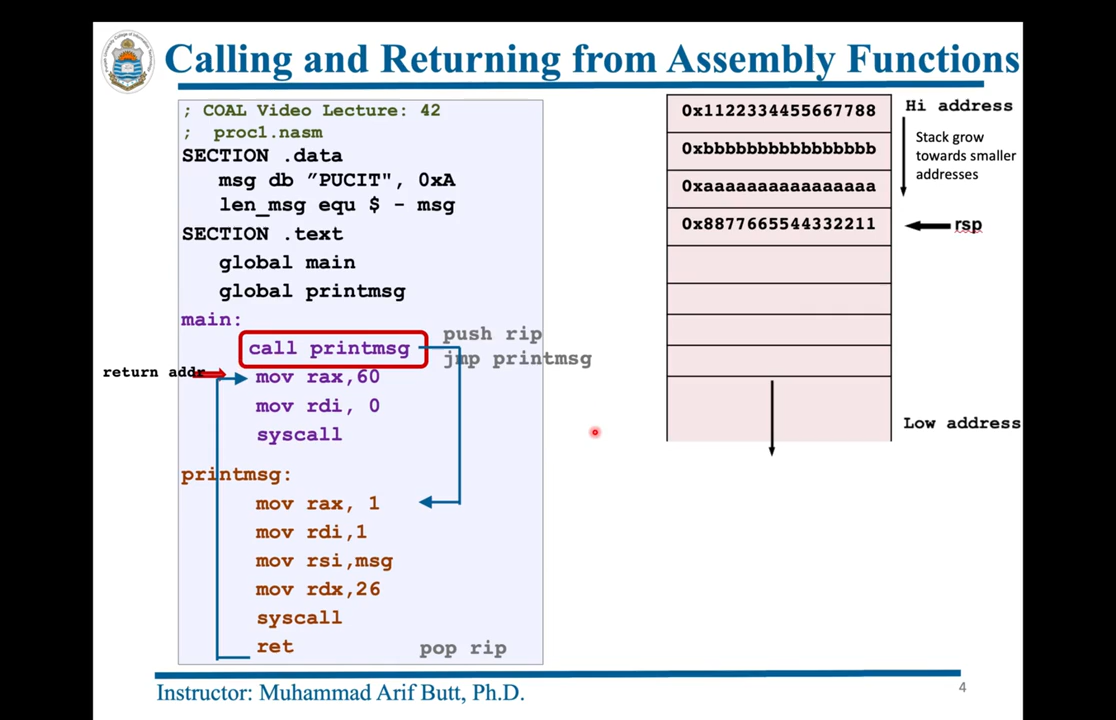 Calling and Returning from Assembly Functions
; COAL Video Lecture: 42
; proc1.nasm
SECTION .data
msg db ”PUCIT", 0xA
len_msg equ $ - msg
SECTION .text
global main
global printmsg
main:
call printmsg
push rip
jmp printmsg
return addr
mov rax,60
mov rdi, 0
syscall
printmsg:
mov rax, 1
mov rdi,1
mov rsi,msg
mov rdx,26
syscall
ret
pop rip
0x1122334455667788
0xbbbbbbbbbbbbbbbb
0xaaaaaaaaaaaaaaaa
0x8877665544332211
Hi address
Stack grow
towards smaller
addresses
rsp
Low address
Instructor: Muhammad Arif Butt, Ph.D.
4